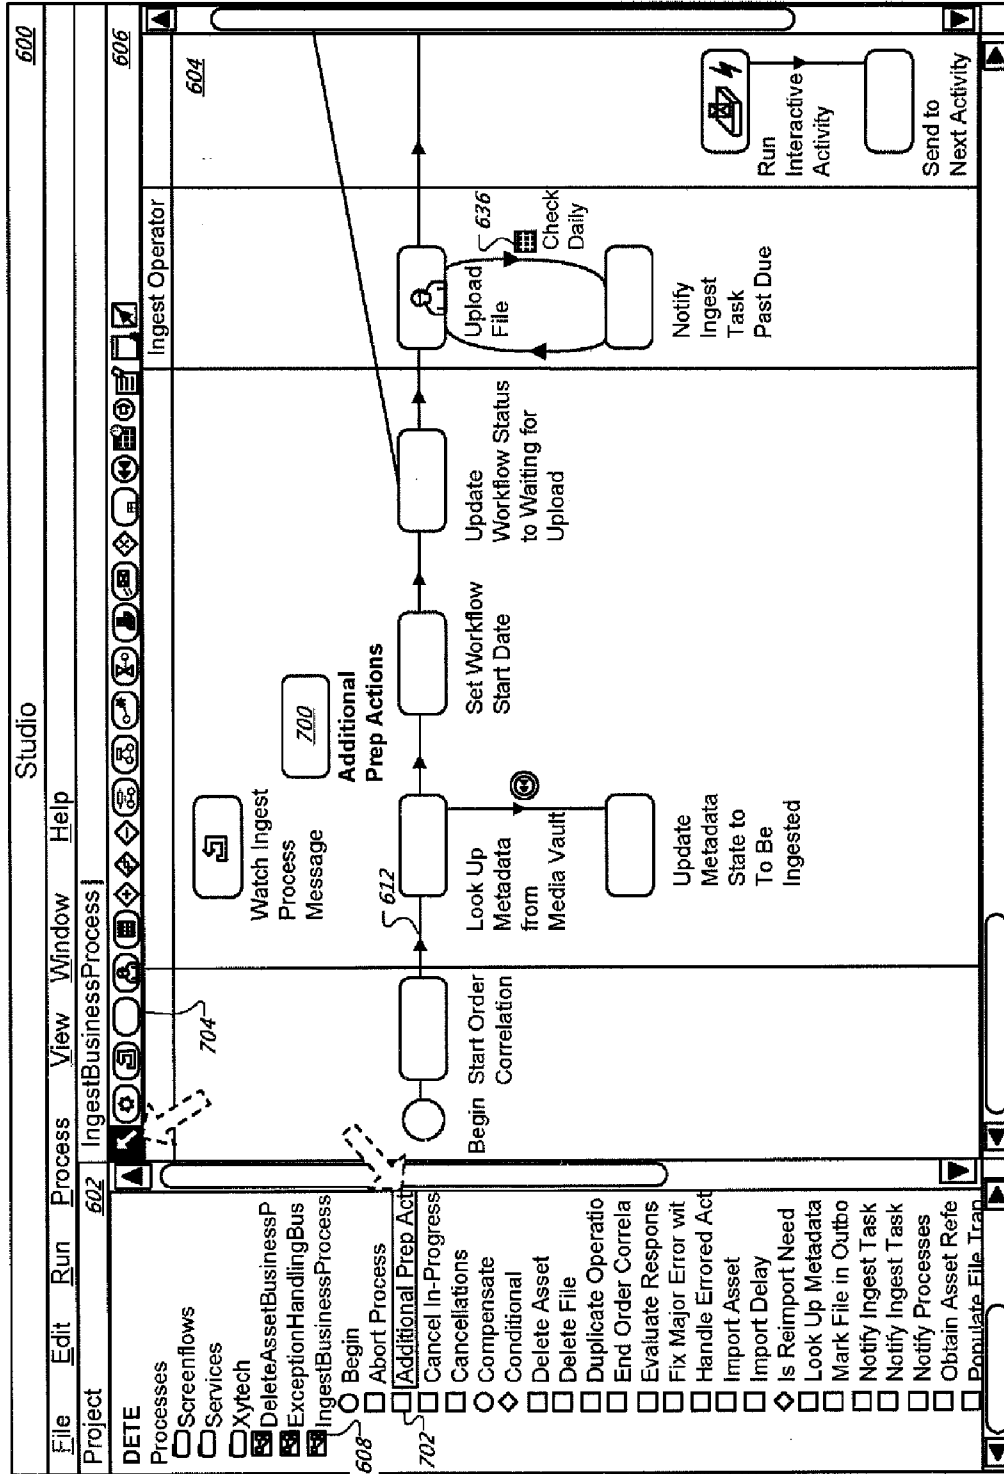 Studio
600
File Edit Run Process View Window Help
Project 602
IngestBusinessProcess
606
DETE
Processes
Screenflows
Services
Xytech
DeleteAssetBusinessP
ExceptionHandlingBus
IngestBusinessProcess
608
Begin
Abort Process
Additional Prep Act
702
Cancel In-Progress
Cancellations
Compensate
Conditional
Delete Asset
Delete File
Duplicate Operatio
End Order Correla
Evaluate Respons
Fix Major Error wit
Handle Errored Act
Import Asset
Import Delay
Is Reimport Need
Look Up Metadata
Mark File in Outbo
Notify Ingest Task
Notify Ingest Task
Notify Processes
Obtain Asset Refe
Populate File Tran
704
Ingest Operator
604
Watch Ingest
Process
Message
700
Additional
Prep Actions
612
Begin
Start Order
Correlation
Look Up
Metadata
from
Media Vault
Set Workflow
Start Date
Update
Workflow Status
to Waiting for
Upload
Upload
File
636
Check
Daily
Update
Metadata
State to
To Be
Ingested
Notify
Ingest
Task
Past Due
Run
Interactive
Activity
Send to
Next Activity